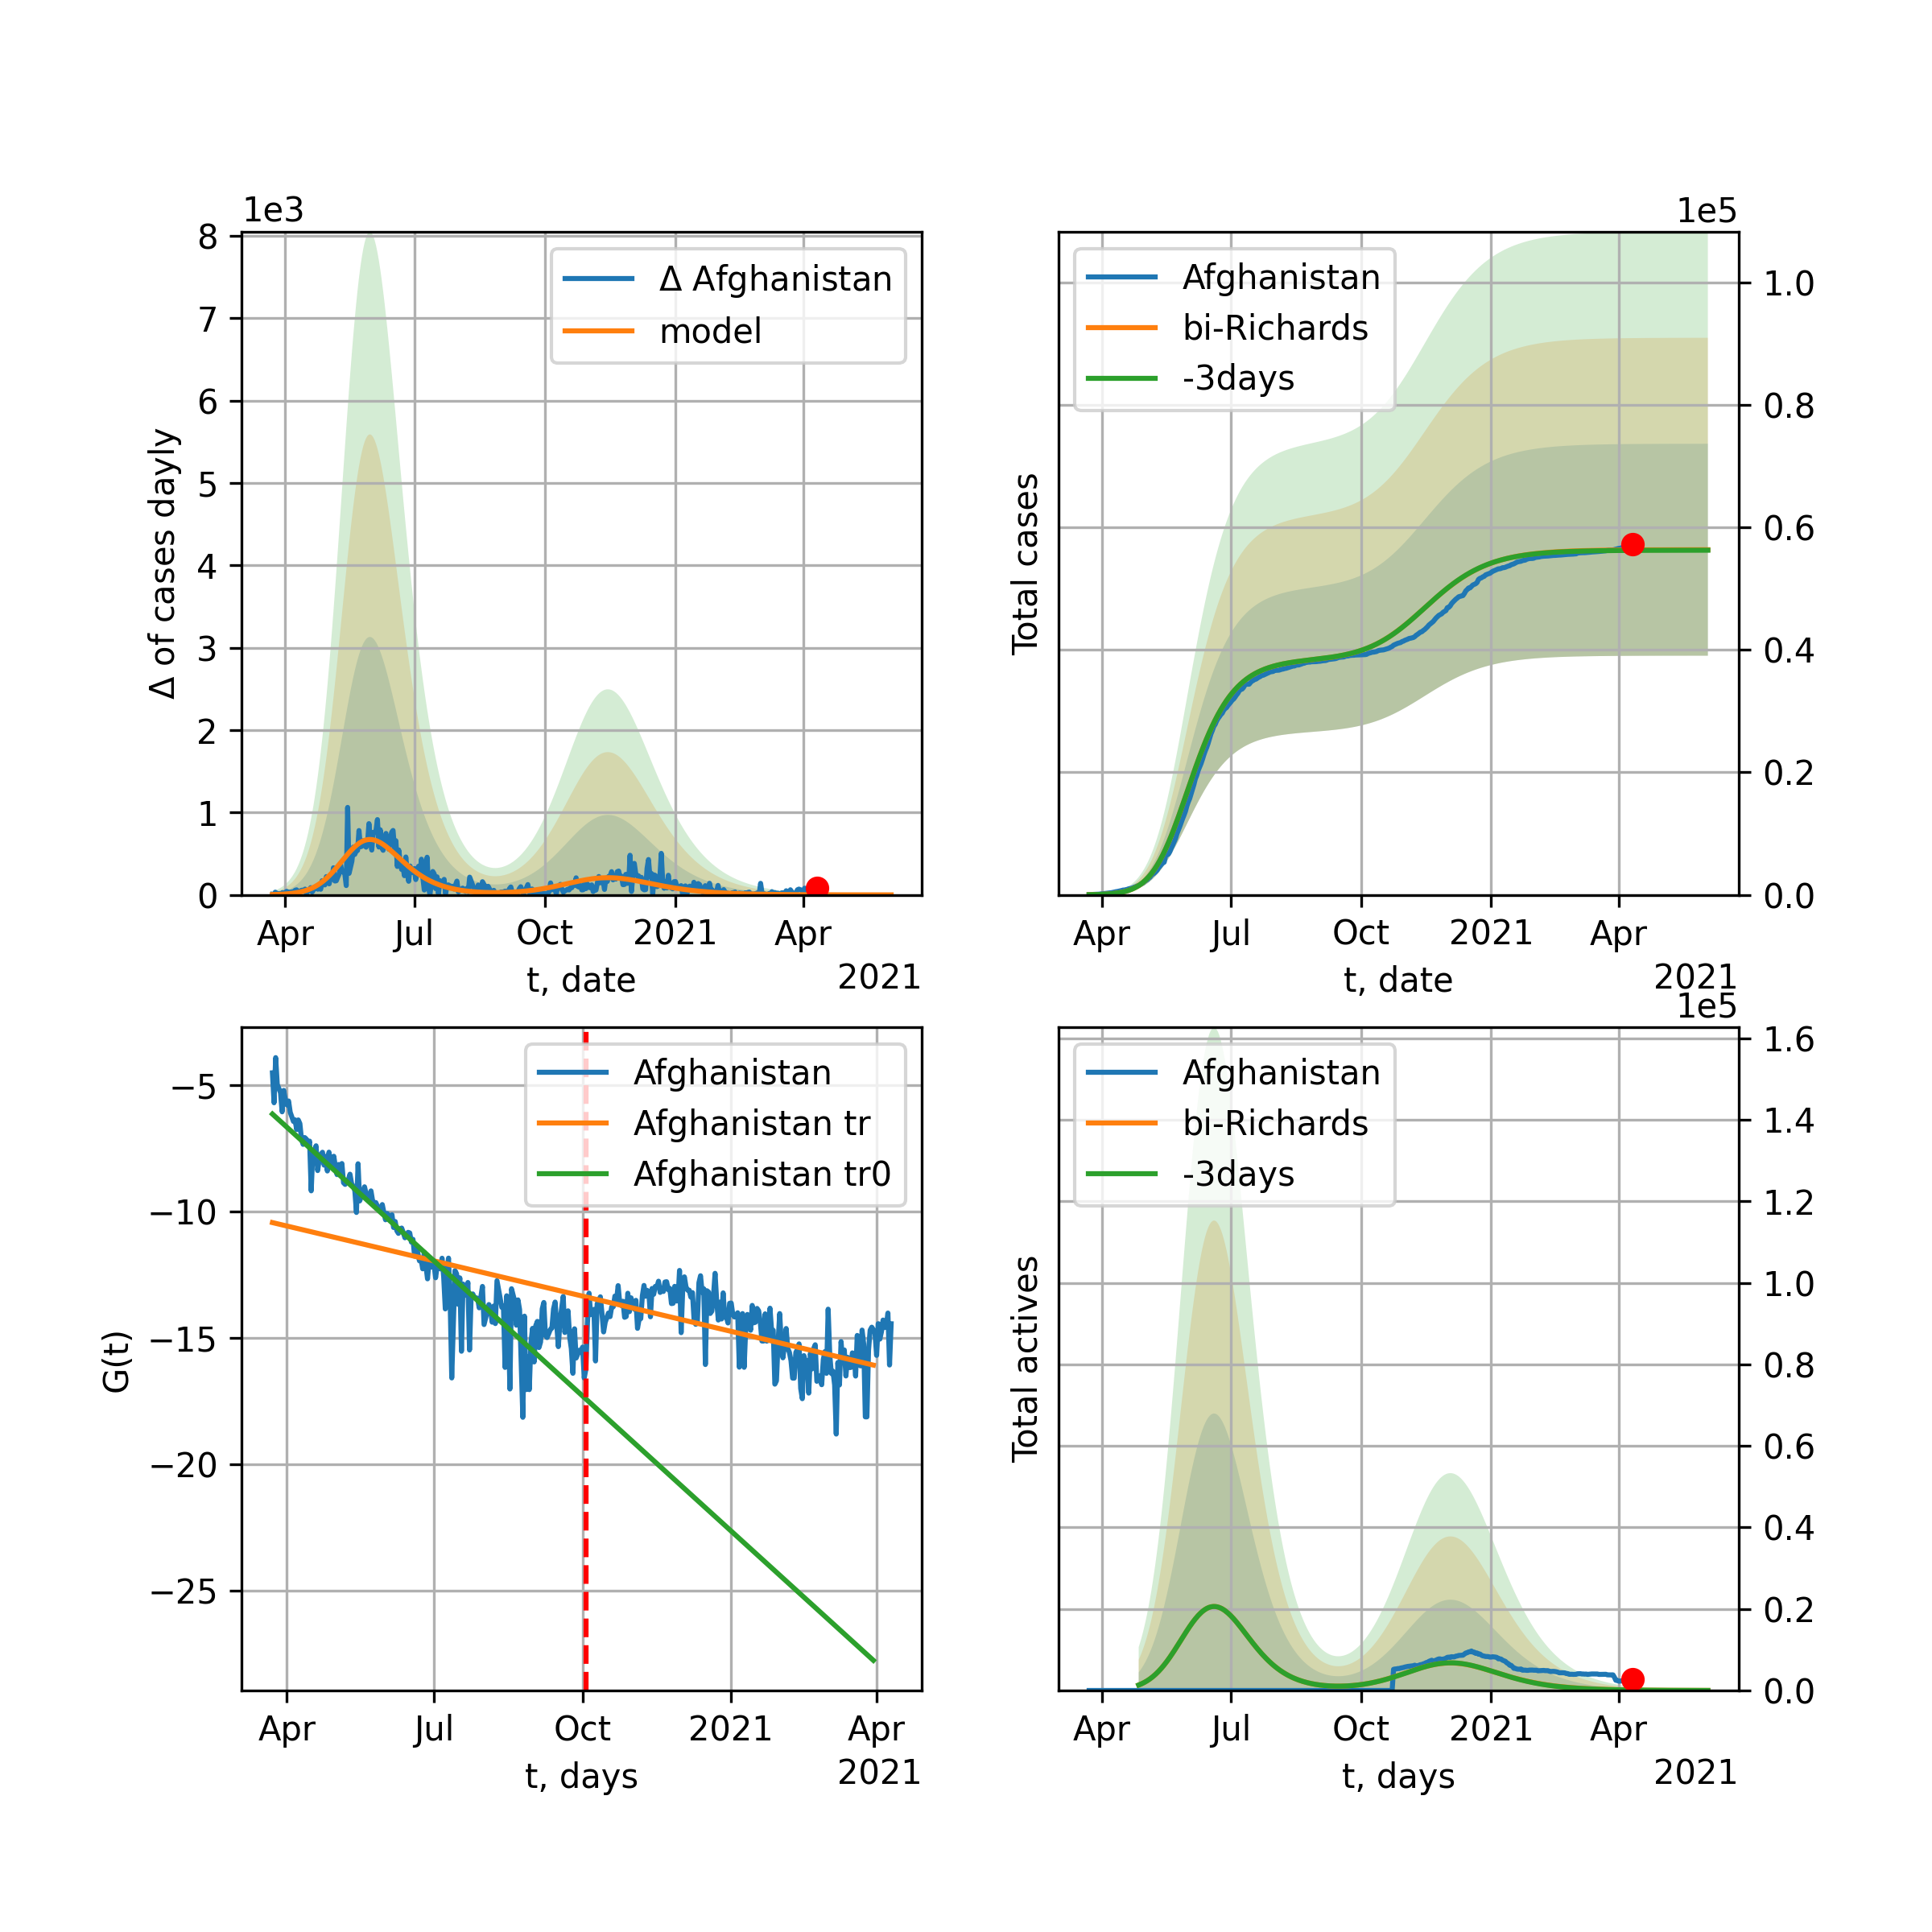 1e3
8
7
6
5
4
3
2
1
0
Δ of cases dayly
Δ Afghanistan
model
Apr Jul Oct 2021 Apr
t, date
2021
1e5
Afghanistan
bi-Richards
-3days
Total cases
1.0
0.8
0.6
0.4
0.2
0.0
Apr Jul Oct 2021 Apr
t, date
2021
−5
−10
−15
−20
−25
G(t)
Afghanistan
Afghanistan tr
Afghanistan tr0
Apr Jul Oct 2021 Apr
t, days
2021
1e5
Afghanistan
bi-Richards
-3days
Total actives
1.6
1.4
1.2
1.0
0.8
0.6
0.4
0.2
0.0
Apr Jul Oct 2021 Apr
t, days
2021